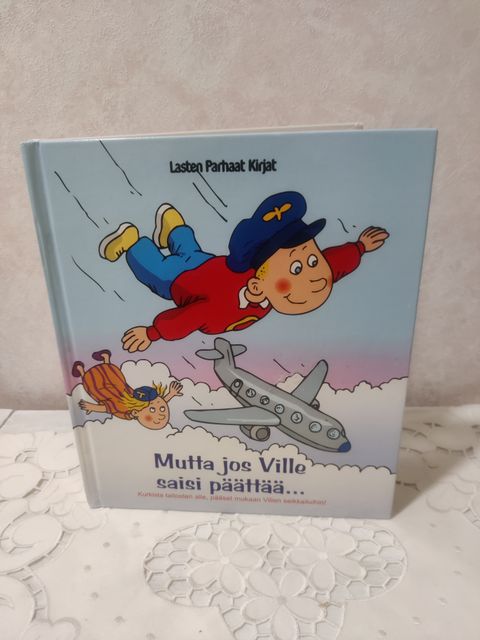 Lasten Parhaat Kirjat
Mutta jos Ville
saisi päättää...
Kurkista taitosten alle, pääset mukaan Villen seikkailuihin!